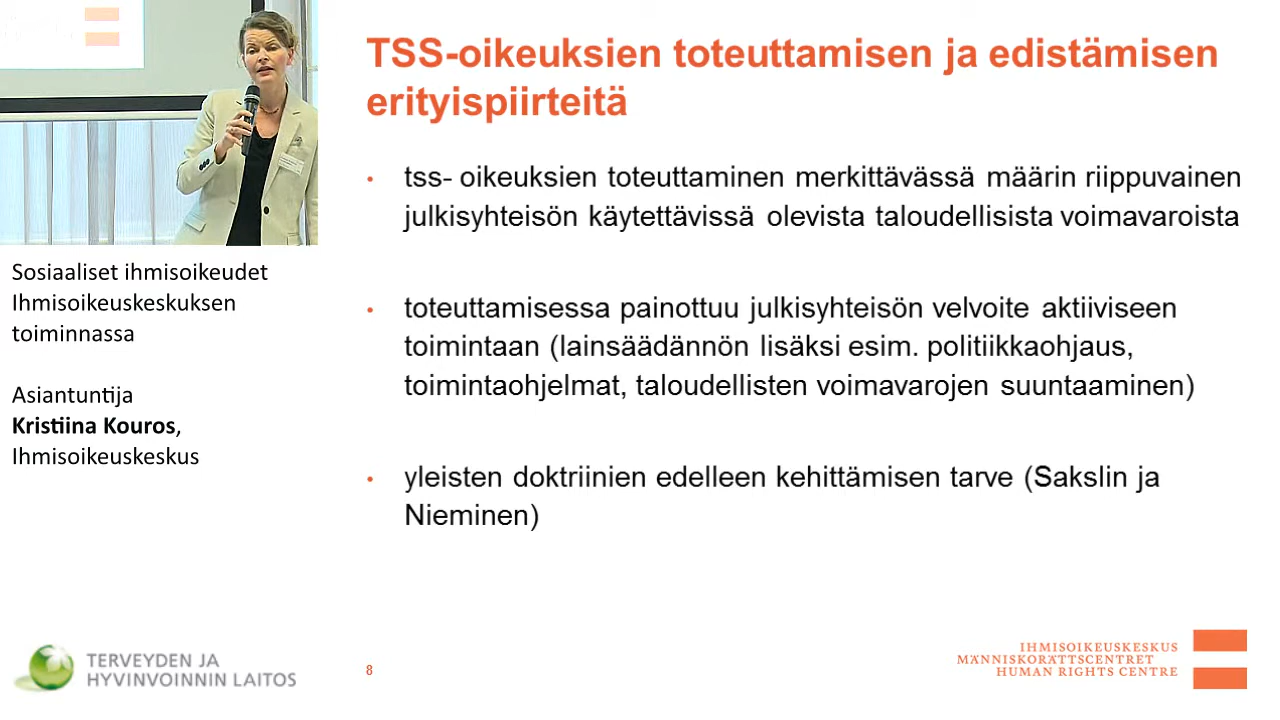 TSS-oikeuksien toteuttamisen ja edistämisen
erityispiirteitä
• tss- oikeuksien toteuttaminen merkittävässä määrin riippuvainen
julkisyhteisön käytettävissä olevista taloudellisista voimavaroista
• toteuttamisessa painottuu julkisyhteisön velvoite aktiiviseen
toimintaan (lainsäädännön lisäksi esim. politiikkaohjaus,
toimintaohjelmat, taloudellisten voimavarojen suuntaaminen)
• yleisten doktriinien edelleen kehittämisen tarve (Sakslin ja
Nieminen)
Sosiaaliset ihmisoikeudet
Ihmisoikeuskeskuksen
toiminnassa
Asiantuntija
Kristiina Kouros,
Ihmisoikeuskeskus
TERVEYDEN JA
HYVINVOINNIN LAITOS
8
IHMISOIKEUSKESKUS
MÄNNISKORÄTTSCENTRET
HUMAN RIGHTS CENTRE